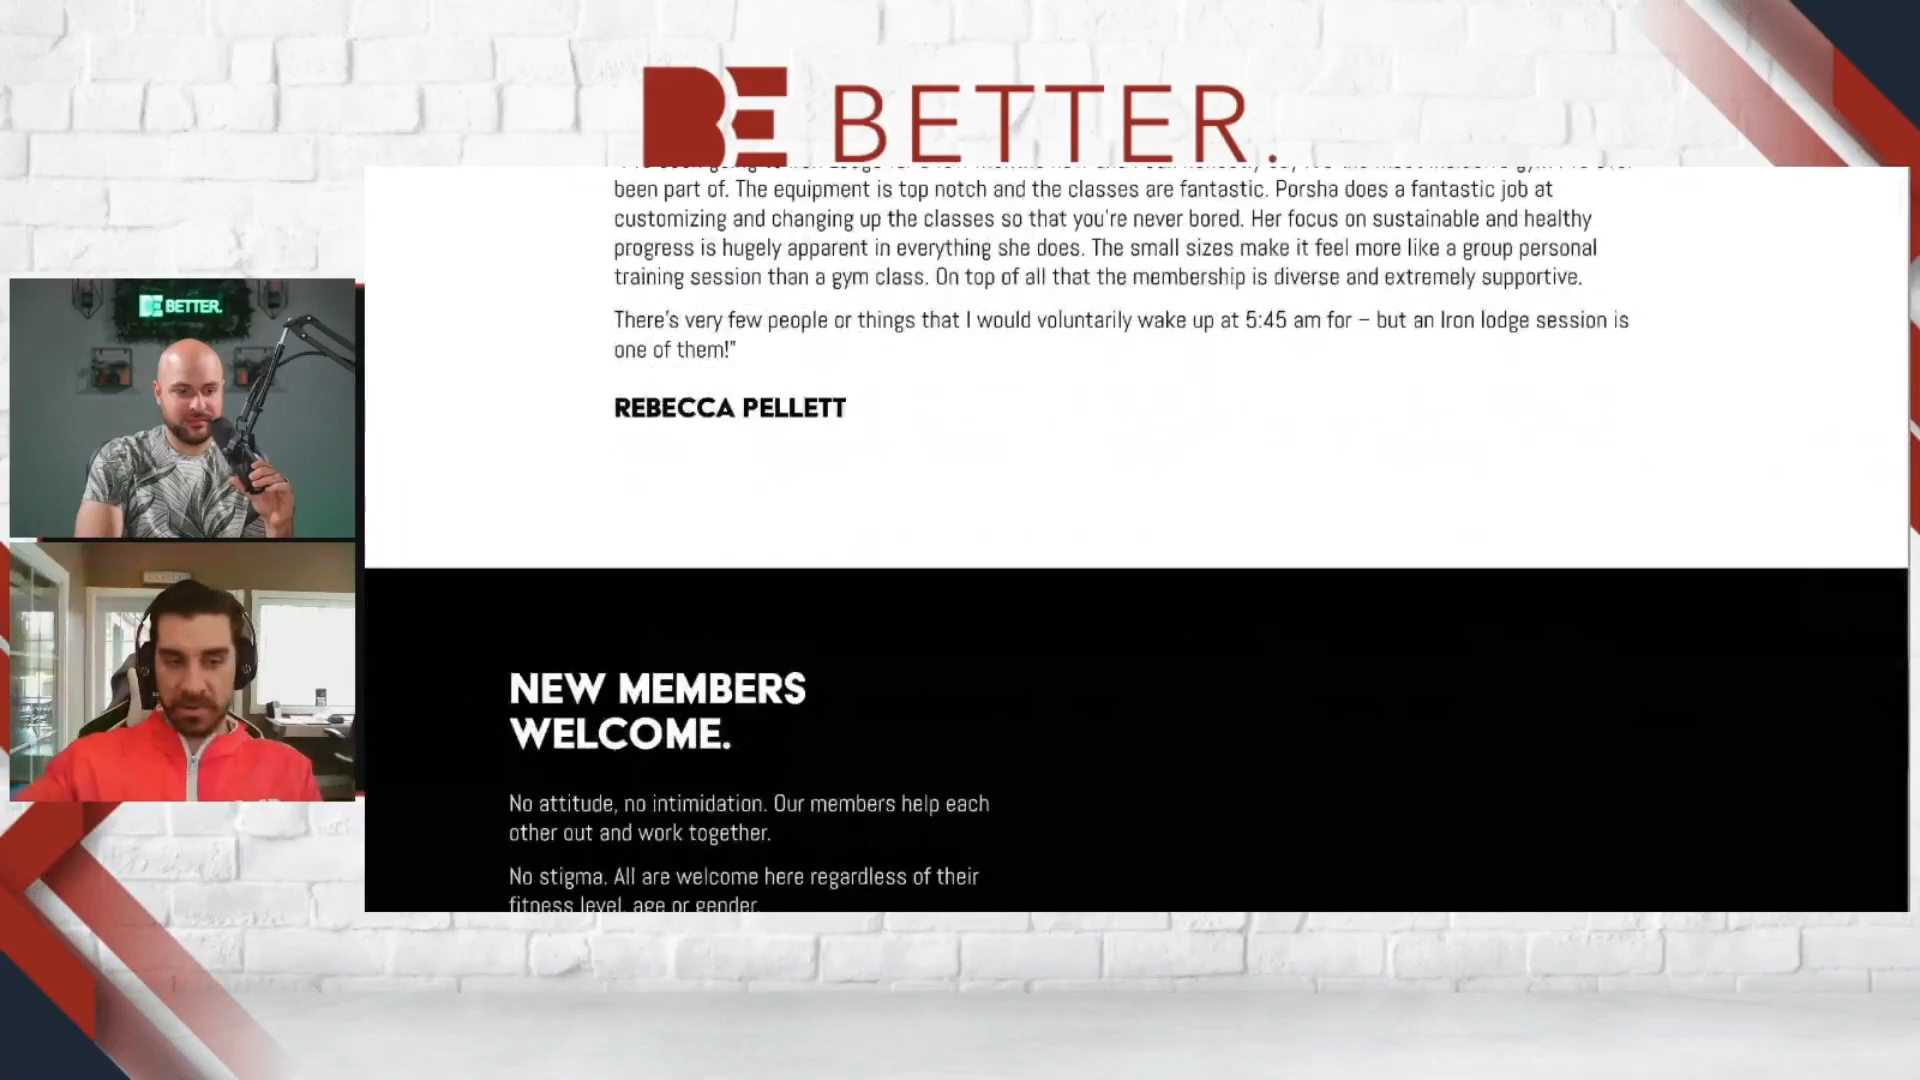 BE BETTER.
been part of. The equipment is top notch and the classes are fantastic. Porsha does a fantastic job at
customizing and changing up the classes so that you're never bored. Her focus on sustainable and healthy
progress is hugely apparent in everything she does. The small sizes make it feel more like a group personal
training session than a gym class. On top of all that the membership is diverse and extremely supportive.
There's very few people or things that I would voluntarily wake up at 5:45 am for – but an Iron lodge session is
one of them!"
REBECCA PELLETT
BE BETTER.
NEW MEMBERS
WELCOME.
No attitude, no intimidation. Our members help each
other out and work together.
No stigma. All are welcome here regardless of their
fitness level, age or gender.